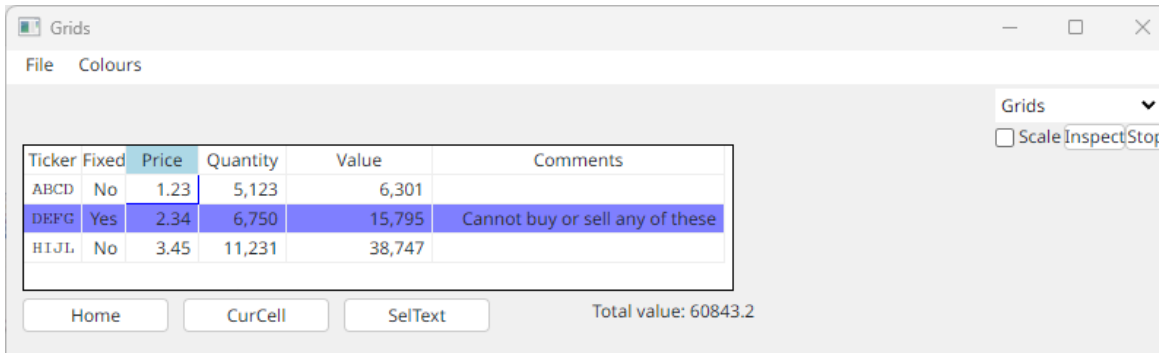 Grids
File Colours
Grids
Scale Inspect Stop
Ticker Fixed Price Quantity Value Comments
ABCD No 1.23 5,123 6,301
DEFG Yes 2.34 6,750 15,795 Cannot buy or sell any of these
HIJL No 3.45 11,231 38,747
Home CurCell SelText Total value: 60843.2